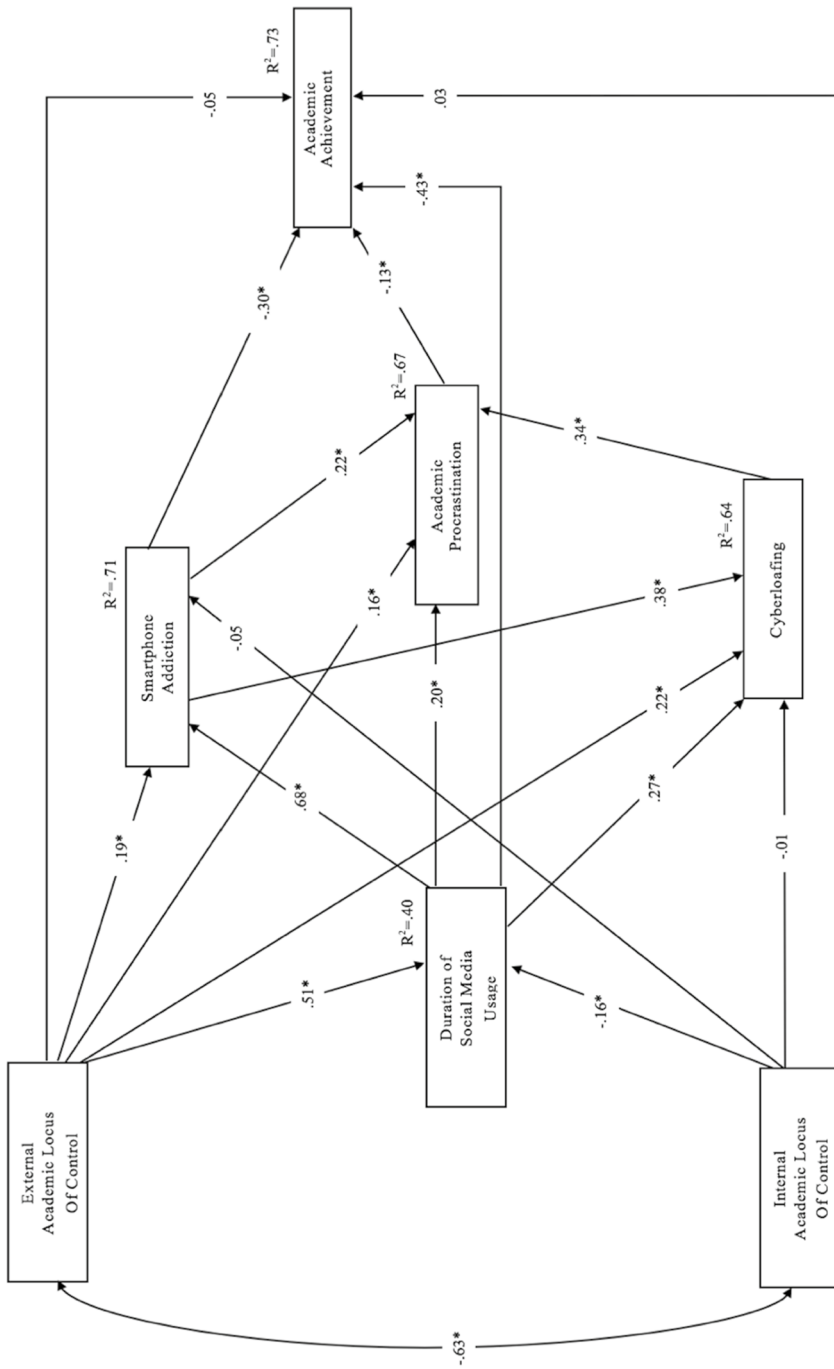 External
Academic Locus
Of Control
Internal
Academic Locus
Of Control
-.63*
R²=.40
Duration of
Social Media
Usage
R²=.71
Smartphone
Addiction
R²=.67
Academic
Procrastination
R²=.64
Cyberloafing
R²=.73
Academic
Achievement
-.05
.19*
.16*
.22*
.51*
.68*
.20*
-.43*
.27*
-.16*
-.05
-.01
.03
-.30*
.22*
.38*
-.13*
.34*